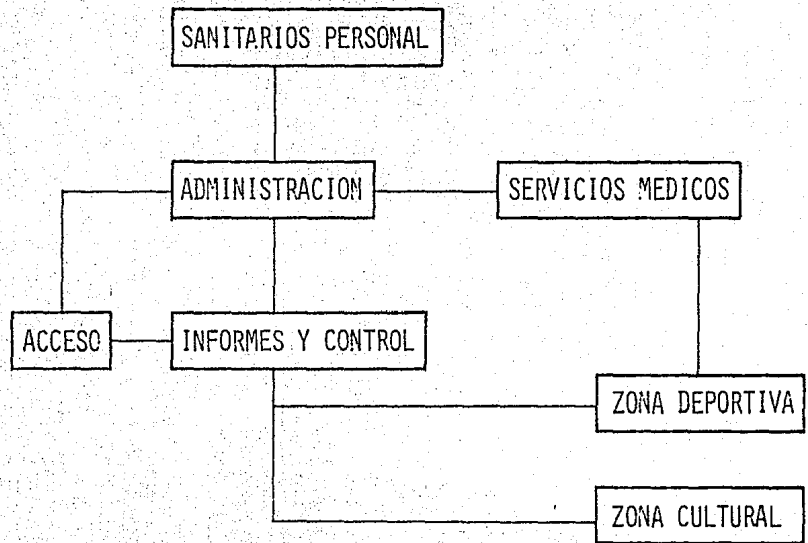 SANITARIOS PERSONAL
ADMINISTRACION
SERVICIOS MEDICOS
ACCESO
INFORMES Y CONTROL
ZONA DEPORTIVA
ZONA CULTURAL